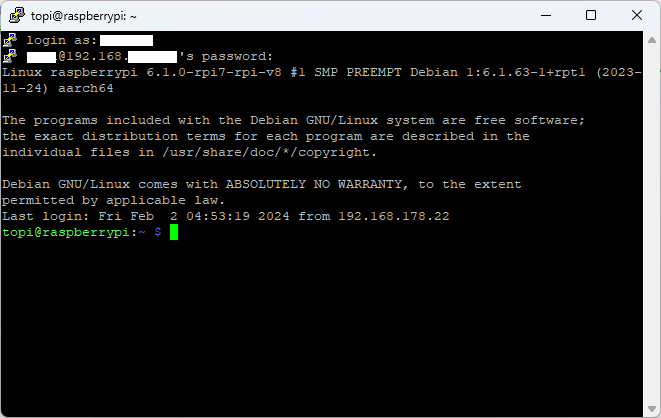 topi@raspberrypi: ~
login as:
@192.168.        's password:
Linux raspberrypi 6.1.0-rpi7-rpi-v8 #1 SMP PREEMPT Debian 1:6.1.63-1+rpt1 (2023-
11-24) aarch64
The programs included with the Debian GNU/Linux system are free software;
the exact distribution terms for each program are described in the
individual files in /usr/share/doc/*/copyright.
Debian GNU/Linux comes with ABSOLUTELY NO WARRANTY, to the extent
permitted by applicable law.
Last login: Fri Feb  2 04:53:19 2024 from 192.168.178.22
topi@raspberrypi:~ $